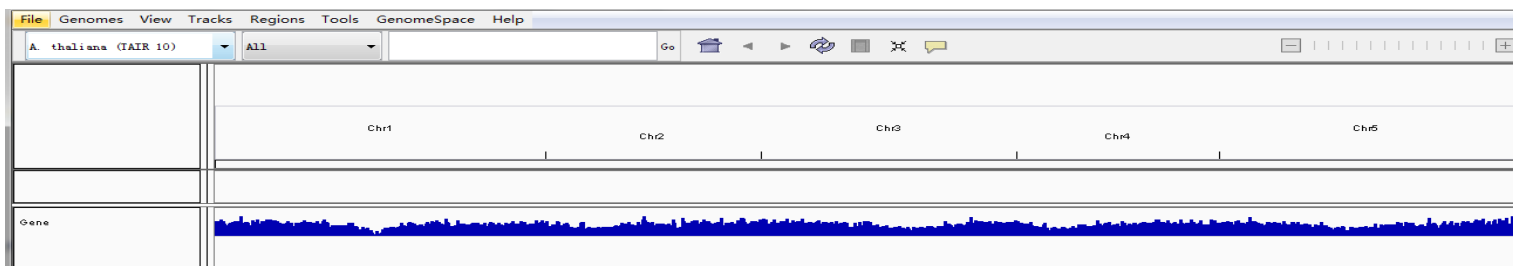 File Genomes View Tracks Regions Tools GenomeSpace Help
A. thaliana (TAIR 10) All Go
Chr1 Chr2 Chr3 Chr4 Chr5
Gene